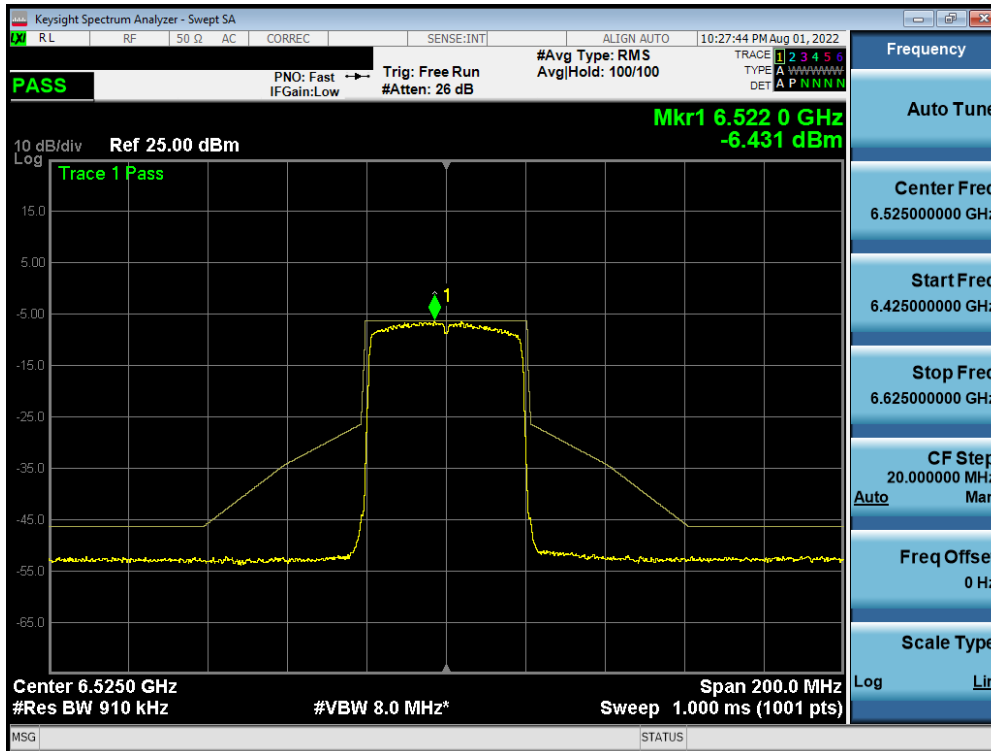 Keysight Spectrum Analyzer - Swept SA
LXI RL RF 50 Ω AC CORREC SENSE:INT ALIGN AUTO 10:27:44 PM Aug 01, 2022
PASS
PNO: Fast
IFGain:Low
Trig: Free Run
#Atten: 26 dB
#Avg Type: RMS
Avg|Hold: 100/100
TRACE 1 2 3 4 5 6
TYPE A WWWWW
DET A P N N N N
Mkr1 6.522 0 GHz
-6.431 dBm
10 dB/div Ref 25.00 dBm
Log
Trace 1 Pass
1
15.0
5.00
-5.00
-15.0
-25.0
-35.0
-45.0
-55.0
-65.0
Center 6.5250 GHz Span 200.0 MHz
#Res BW 910 kHz #VBW 8.0 MHz* Sweep 1.000 ms (1001 pts)
MSG STATUS
Frequency
Auto Tune
Center Freq
6.525000000 GHz
Start Freq
6.425000000 GHz
Stop Freq
6.625000000 GHz
CF Step
20.000000 MHz
Auto Man
Freq Offset
0 Hz
Scale Type
Log Lin